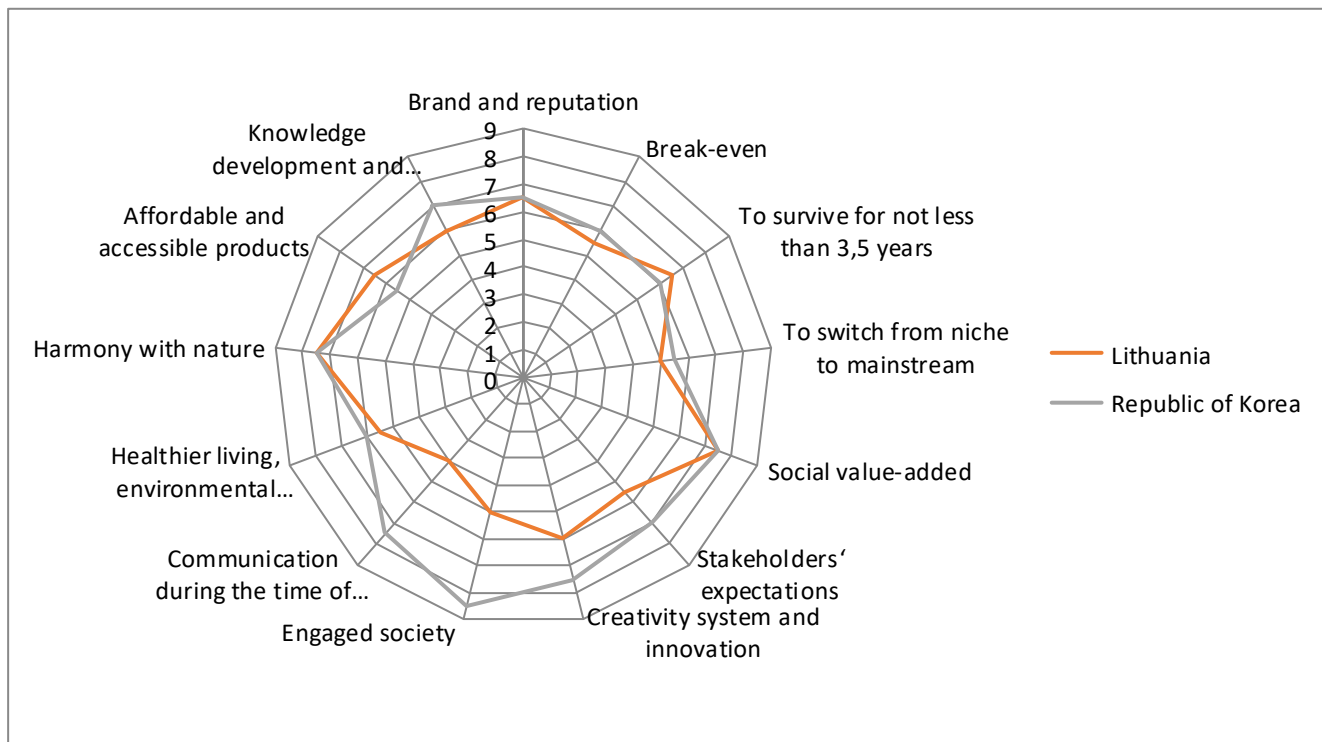 Brand and reputation
Break-even
To survive for not less
than 3,5 years
To switch from niche
to mainstream
Social value-added
Stakeholders‘
expectations
Creativity system and
innovation
Engaged society
Communication
during the time of…
Healthier living,
environmental…
Harmony with nature
Affordable and
accessible products
Knowledge
development and…
9
8
7
6
5
4
3
2
1
0
Lithuania
Republic of Korea